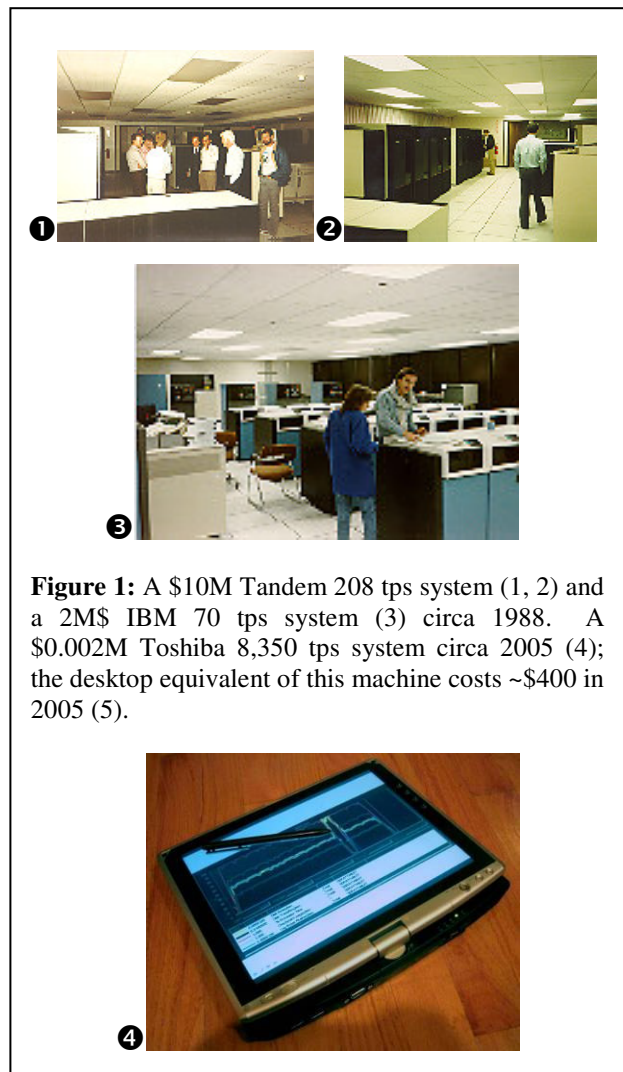 ❶
❷
❸
Figure 1: A $10M Tandem 208 tps system (1, 2) and
a 2M$ IBM 70 tps system (3) circa 1988. A
$0.002M Toshiba 8,350 tps system circa 2005 (4);
the desktop equivalent of this machine costs ~$400 in
2005 (5).
❹